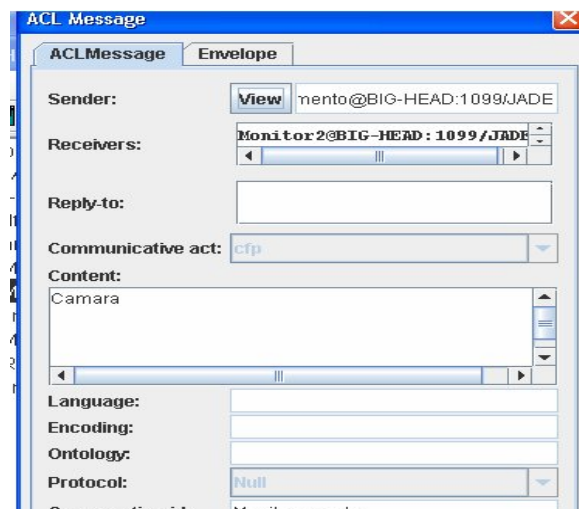 ACL Message
ACLMessage Envelope
Sender: View mento@BIG-HEAD:1099/JADE
Receivers: Monitor2@BIG-HEAD:1099/JADE
Reply-to:
Communicative act: cfp
Content:
Camara
Language:
Encoding:
Ontology:
Protocol: Null